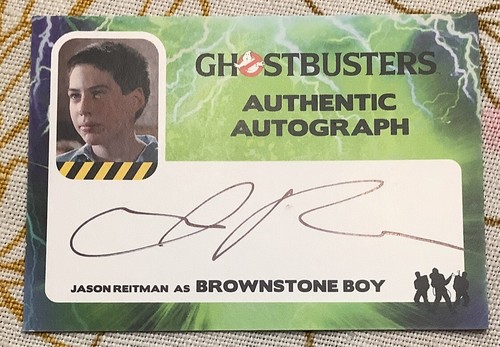 GHOSTBUSTERS
AUTHENTIC
AUTOGRAPH
JASON REITMAN AS BROWNSTONE BOY